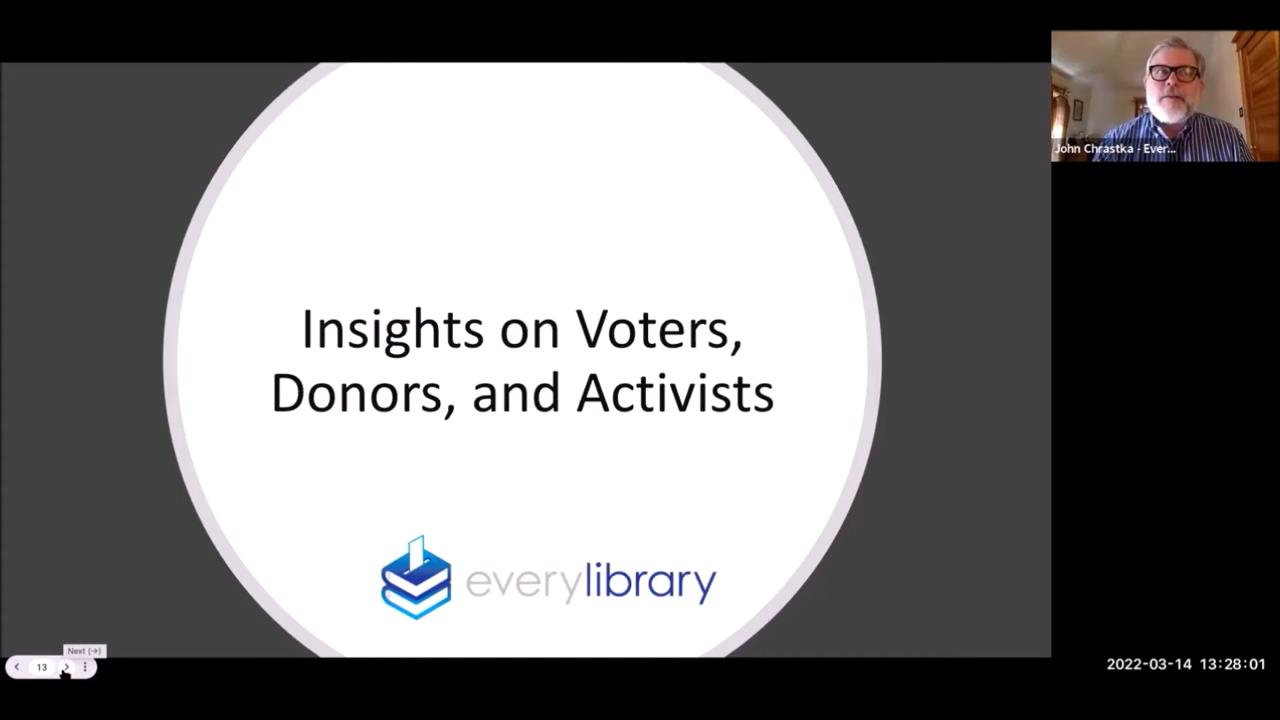 John Chrastka - Ever...
Insights on Voters,
Donors, and Activists
everylibrary
Next (→)
13
2022-03-14 13:28:01